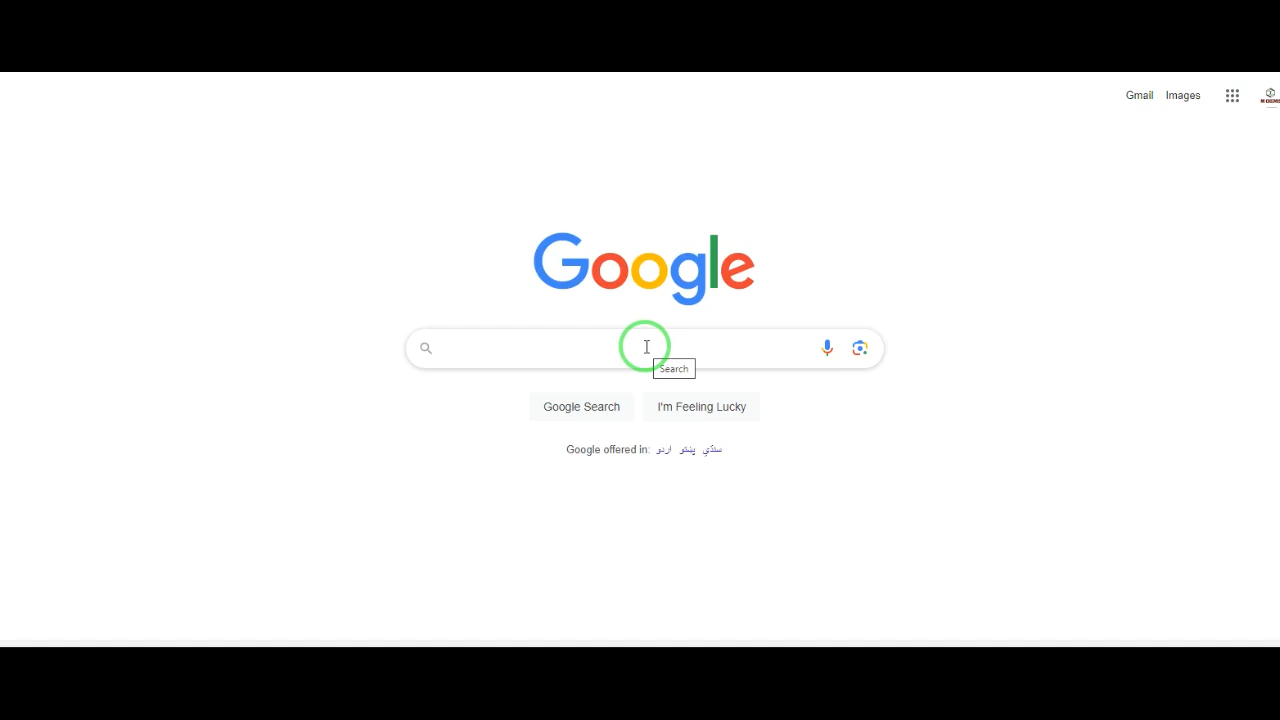 Gmail Images
Google
Search
Google Search I'm Feeling Lucky
Google offered in: اردو پښتو سنڌي